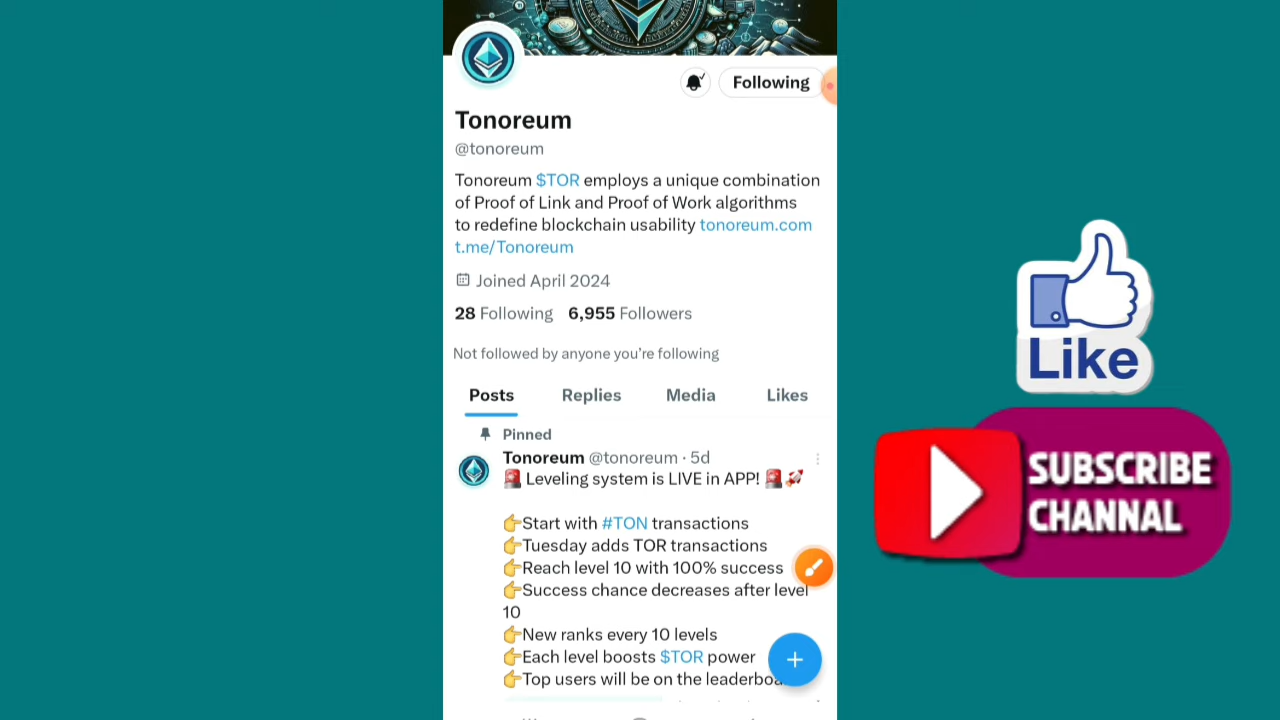 Following
Tonoreum
@tonoreum
Tonoreum $TOR employs a unique combination
of Proof of Link and Proof of Work algorithms
to redefine blockchain usability tonoreum.com
t.me/Tonoreum
Joined April 2024
28 Following 6,955 Followers
Not followed by anyone you’re following
Posts Replies Media Likes
Pinned
Tonoreum @tonoreum · 5d
🚨 Leveling system is LIVE in APP! 🚨🚀
👉Start with #TON transactions
👉Tuesday adds TOR transactions
👉Reach level 10 with 100% success
👉Success chance decreases after level
10
👉New ranks every 10 levels
👉Each level boosts $TOR power
👉Top users will be on the
Like
SUBSCRIBE
CHANNAL